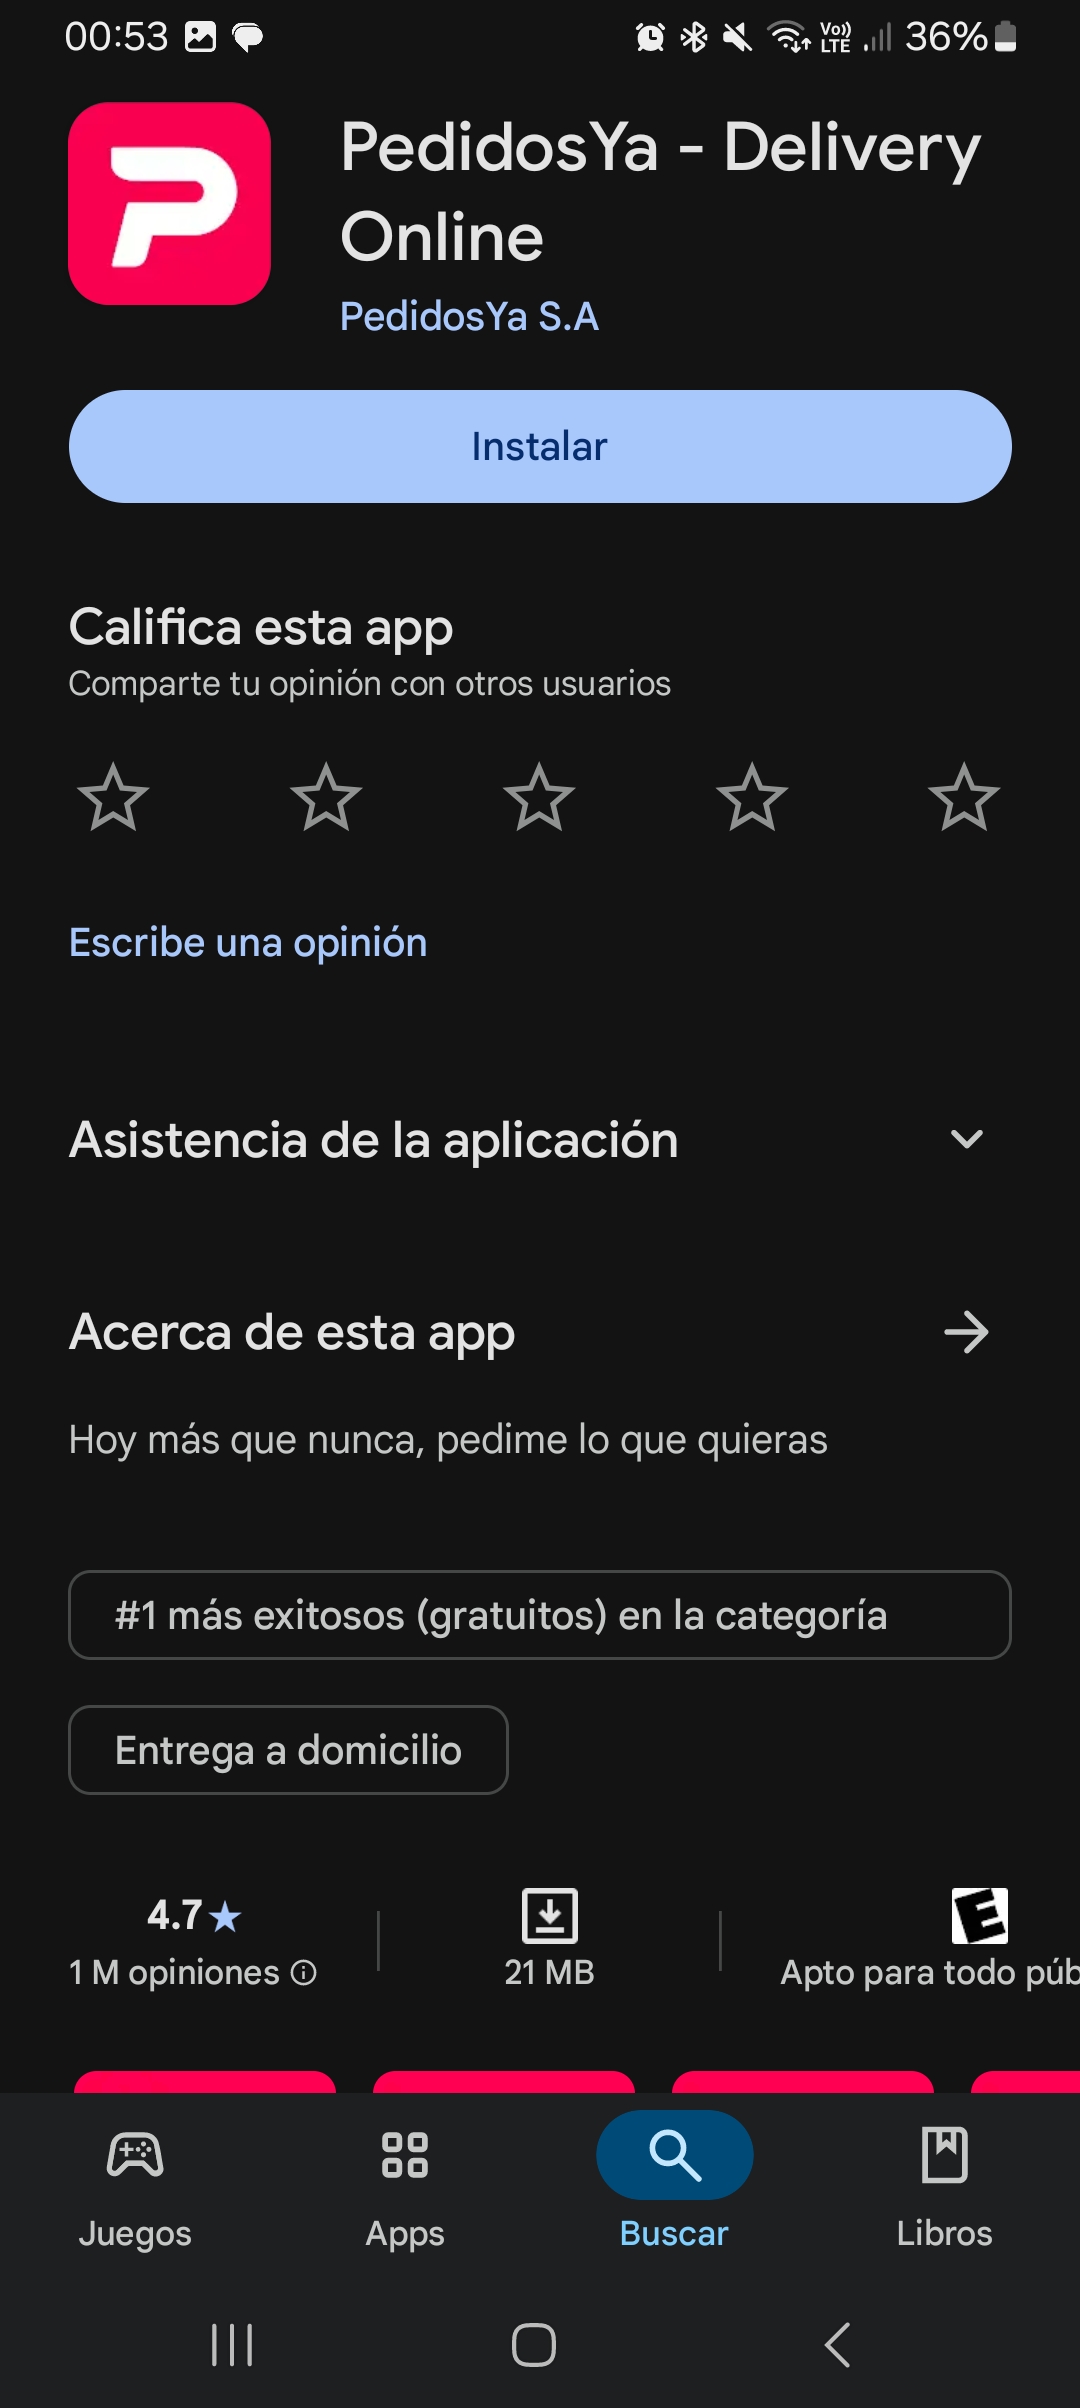 00:53
Vo))
LTE
36%
PedidosYa - Delivery
Online
PedidosYa S.A
Instalar
Califica esta app
Comparte tu opinión con otros usuarios
Escribe una opinión
Asistencia de la aplicación
Acerca de esta app
Hoy más que nunca, pedime lo que quieras
#1 más exitosos (gratuitos) en la categoría
Entrega a domicilio
4.7★
1 M opiniones
21 MB
E
Apto para todo púb
Juegos
Apps
Buscar
Libros